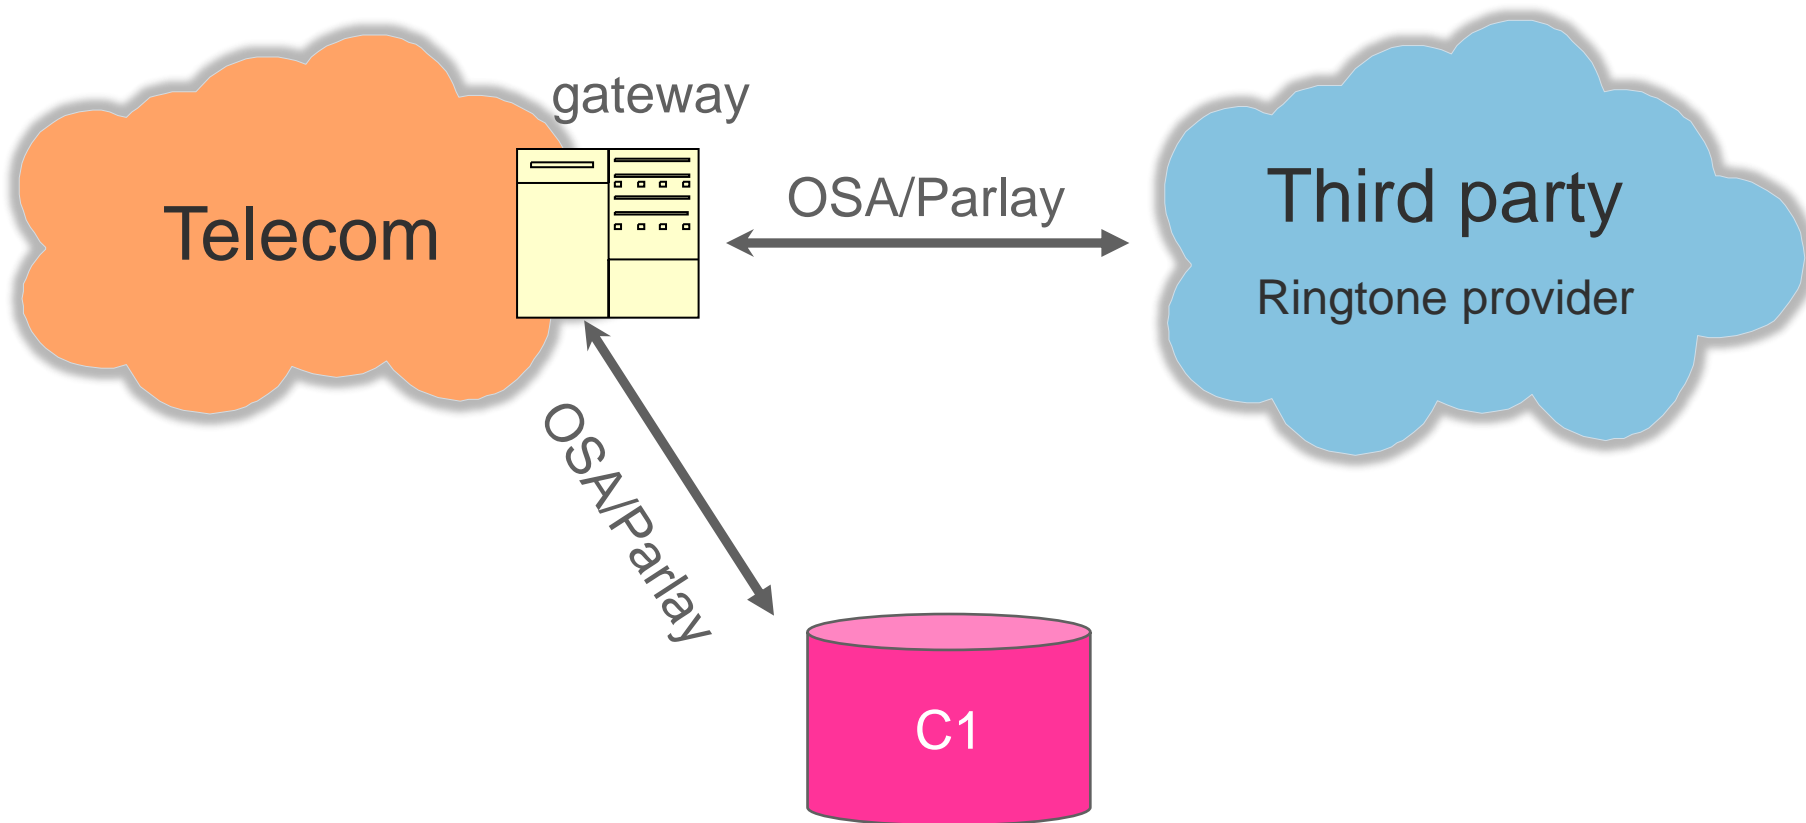 gateway
Telecom
OSA/Parlay
Third party
Ringtone provider
OSA/Parlay
C1